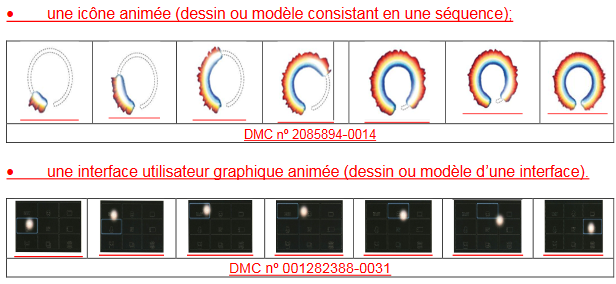 • une icône animée (dessin ou modèle consistant en une séquence);
DMC nº 2085894-0014
• une interface utilisateur graphique animée (dessin ou modèle d’une interface).
DMC nº 001282388-0031